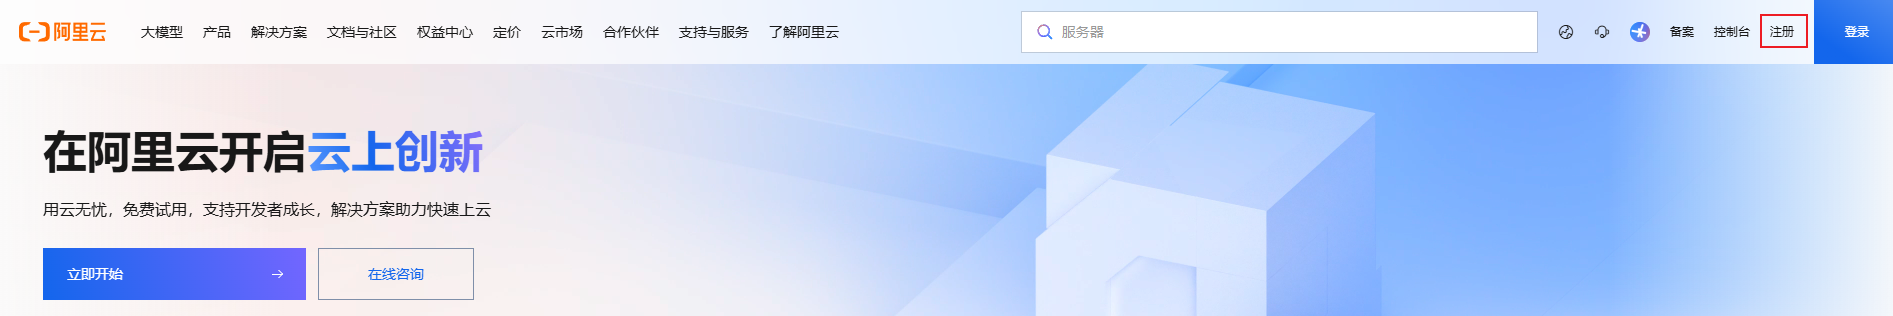 阿里云 大模型 产品 解决方案 文档与社区 权益中心 定价 云市场 合作伙伴 支持与服务 了解阿里云 服务器 备案 控制台 注册 登录
在阿里云开启云上创新
用云无忧，免费试用，支持开发者成长，解决方案助力快速上云
立即开始 → 在线咨询